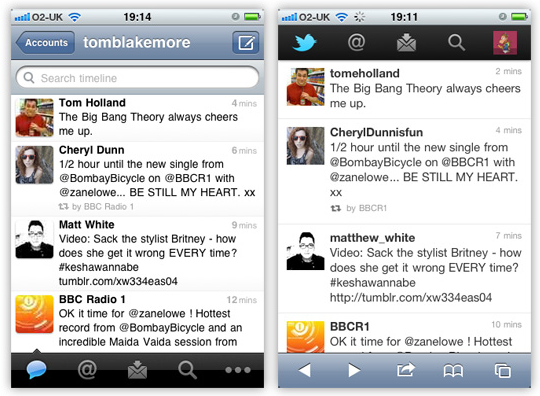 O2-UK 19:14
Accounts tomblakemore
Search timeline
Tom Holland 4 mins
The Big Bang Theory always cheers
me up.
Cheryl Dunn 6 mins
1/2 hour until the new single from
@BombayBicycle on @BBCR1 with
@zanelowe... BE STILL MY HEART. xx
by BBC Radio 1
Matt White 9 mins
Video: Sack the stylist Britney - how
does she get it wrong EVERY time?
#keshawannabe
tumblr.com/xw334eas04
BBC Radio 1 12 mins
OK it time for @zanelowe ! Hottest
record from @BombayBicycle and an
incredible Maida Vaida session from
O2-UK 19:11
tomeholland 2 mins
The Big Bang Theory always cheers
me up.
CherylDunnisfun 4 mins
1/2 hour until the new single from
@BombayBicycle on @BBCR1 with
@zanelowe... BE STILL MY HEART.
xx
by BBCR1
matthew_white 7 mins
Video: Sack the stylist Britney - how
does she get it wrong EVERY time?
#keshawannabe
http://tumblr.com/xw334eas04
BBCR1 10 mins
OK it time for @zanelowe ! Hottest